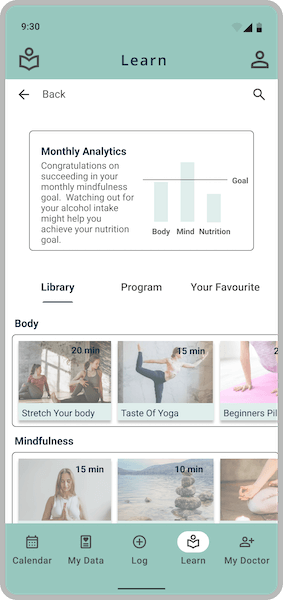 9:30
Learn
Back
Monthly Analytics
Congratulations on
succeeding in your
monthly mindfulness
goal. Watching out for
your alcohol intake
might help you
achieve your nutrition
goal.
Goal
Body Mind Nutrition
Library Program Your Favourite
Body
20 min 15 min
Stretch Your body Taste Of Yoga Beginners
Mindfulness
15 min 10 min
Calendar My Data Log Learn My Doctor